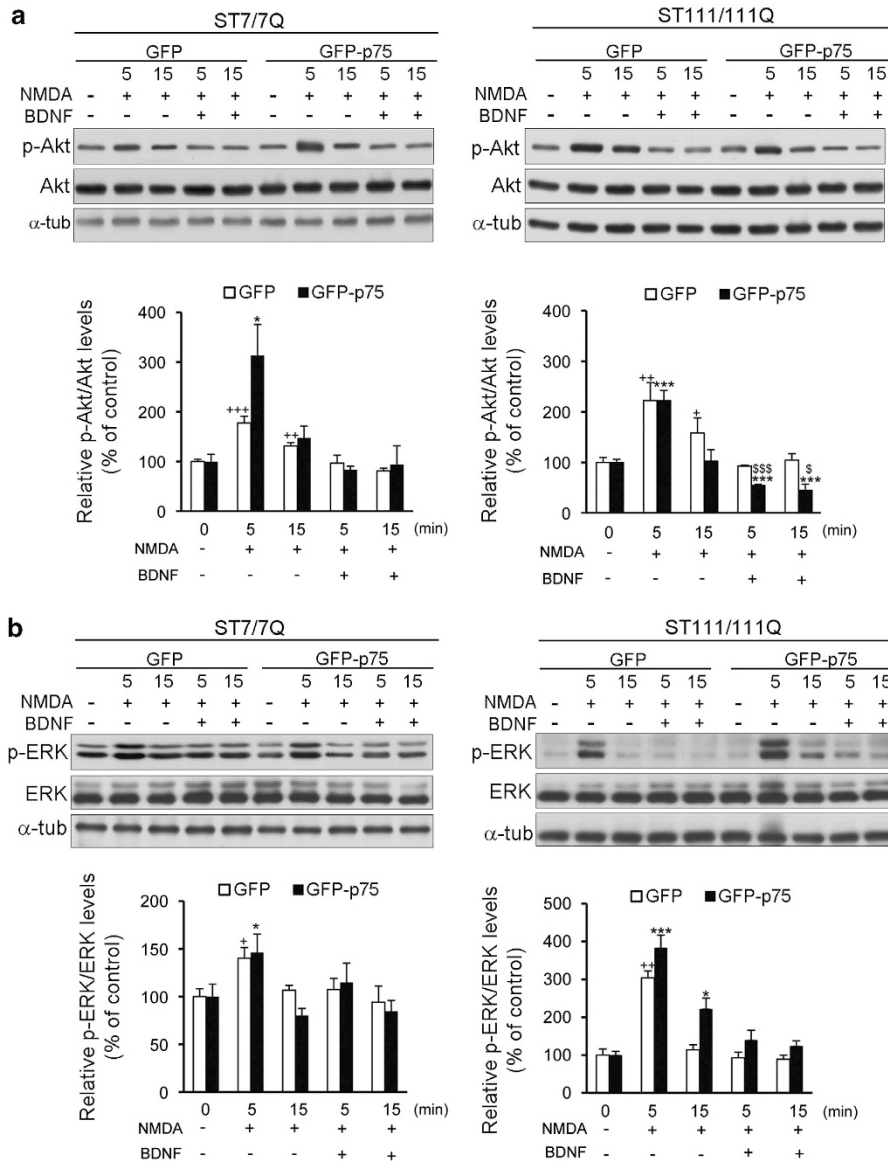 a
ST7/7Q
GFP GFP-p75
5 15 5 15 5 15 5 15
NMDA - + + + + - + + + +
BDNF - - - + + - - - + +
p-Akt
Akt
α-tub
ST111/111Q
GFP GFP-p75
5 15 5 15 5 15 5 15
NMDA - + + + + - + + + +
BDNF - - - + + - - - + +
p-Akt
Akt
α-tub
GFP GFP-p75
Relative p-Akt/Akt levels
(% of control)
400
300
200
100
0
+++ * ++
0 5 15 5 15 (min)
NMDA - + + + +
BDNF - - - + +
GFP GFP-p75
Relative p-Akt/Akt levels
(% of control)
400
300
200
100
0
++ *** + $$$ *** $ ***
0 5 15 5 15 (min)
NMDA - + + + +
BDNF - - - + +
b
ST7/7Q
GFP GFP-p75
5 15 5 15 5 15 5 15
NMDA - + + + + - + + + +
BDNF - - - + + - - - + +
p-ERK
ERK
α-tub
ST111/111Q
GFP GFP-p75
5 15 5 15 5 15 5 15
NMDA - + + + + - + + + +
BDNF - - - + + - - - + +
p-ERK
ERK
α-tub
GFP GFP-p75
Relative p-ERK/ERK levels
(% of control)
200
150
100
50
0
+ *
0 5 15 5 15 (min)
NMDA - + + + +
BDNF - - - + +
GFP GFP-p75
Relative p-ERK/ERK levels
(% of control)
500
400
300
200
100
0
++ *** *
0 5 15 5 15 (min)
NMDA - + + + +
BDNF - - - + +